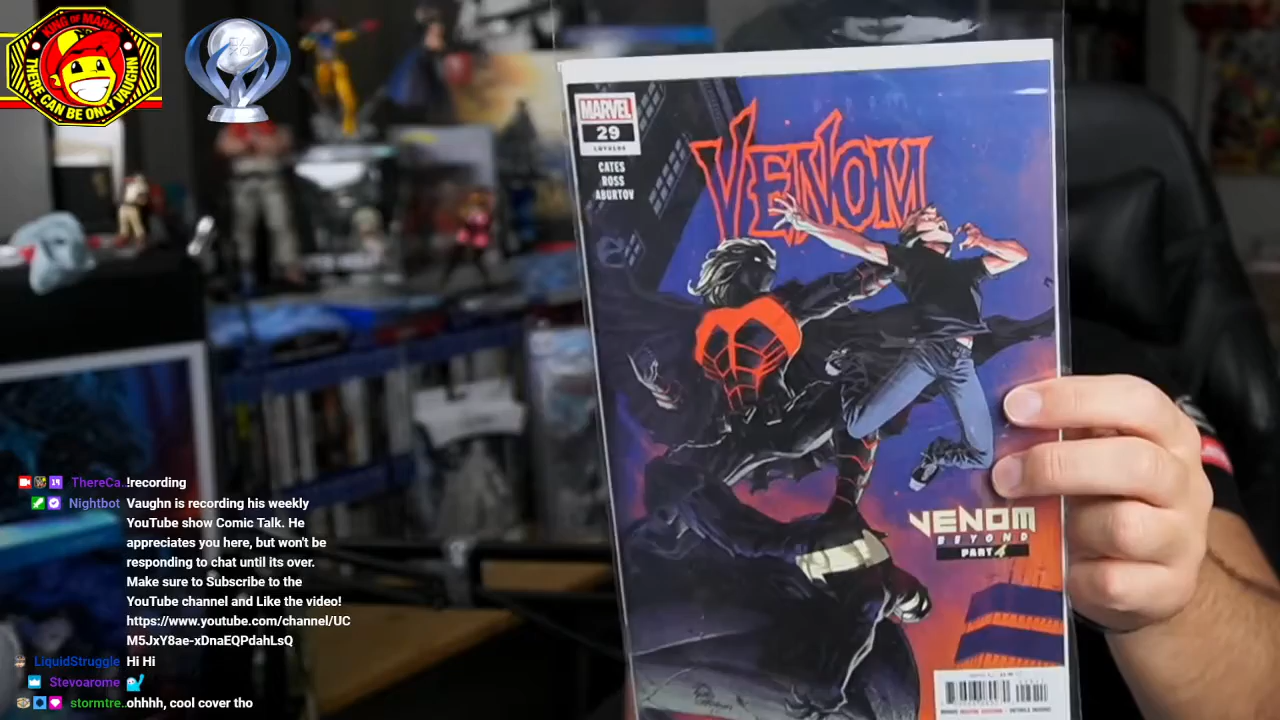 KING OF MARKS
THERE CAN BE ONLY VAUGHN
MARVEL
29
CATES
ROSS
ABURTOV
VENOM
VENOM
BEYOND
PART 4
ThereCa.. !recording
Nightbot Vaughn is recording his weekly
YouTube show Comic Talk. He
appreciates you here, but won't be
responding to chat until its over.
Make sure to Subscribe to the
YouTube channel and Like the video!
https://www.youtube.com/channel/UC
M5JxY8ae-xDnaEQPdahLsQ
LiquidStruggle Hi Hi
Stevoarome
stormtre.. ohhhh, cool cover tho